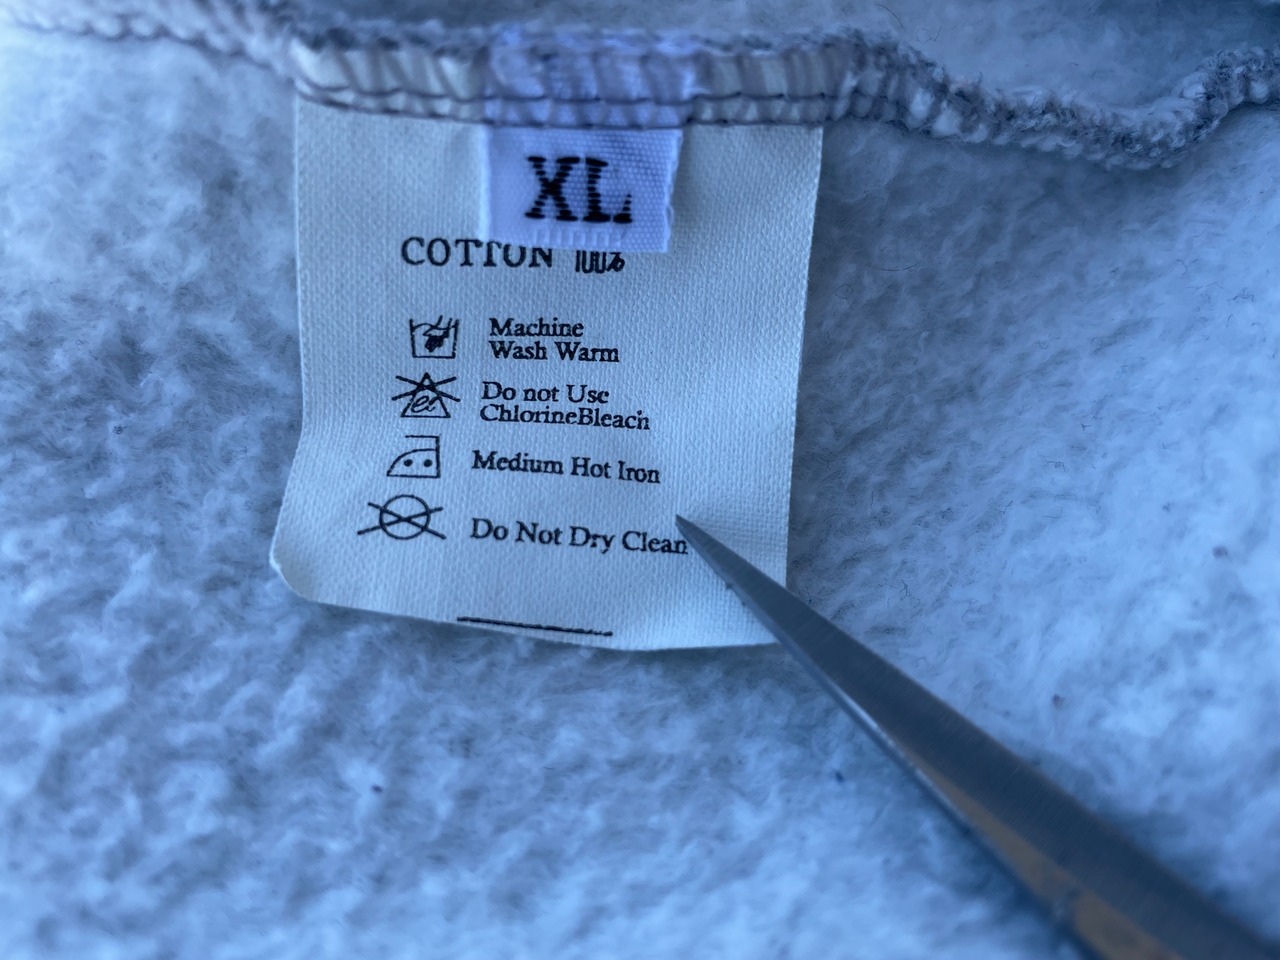 XL
COTTON 100%
Machine
Wash Warm
Do not Use
ChlorineBleach
Medium Hot Iron
Do Not Dry Clean